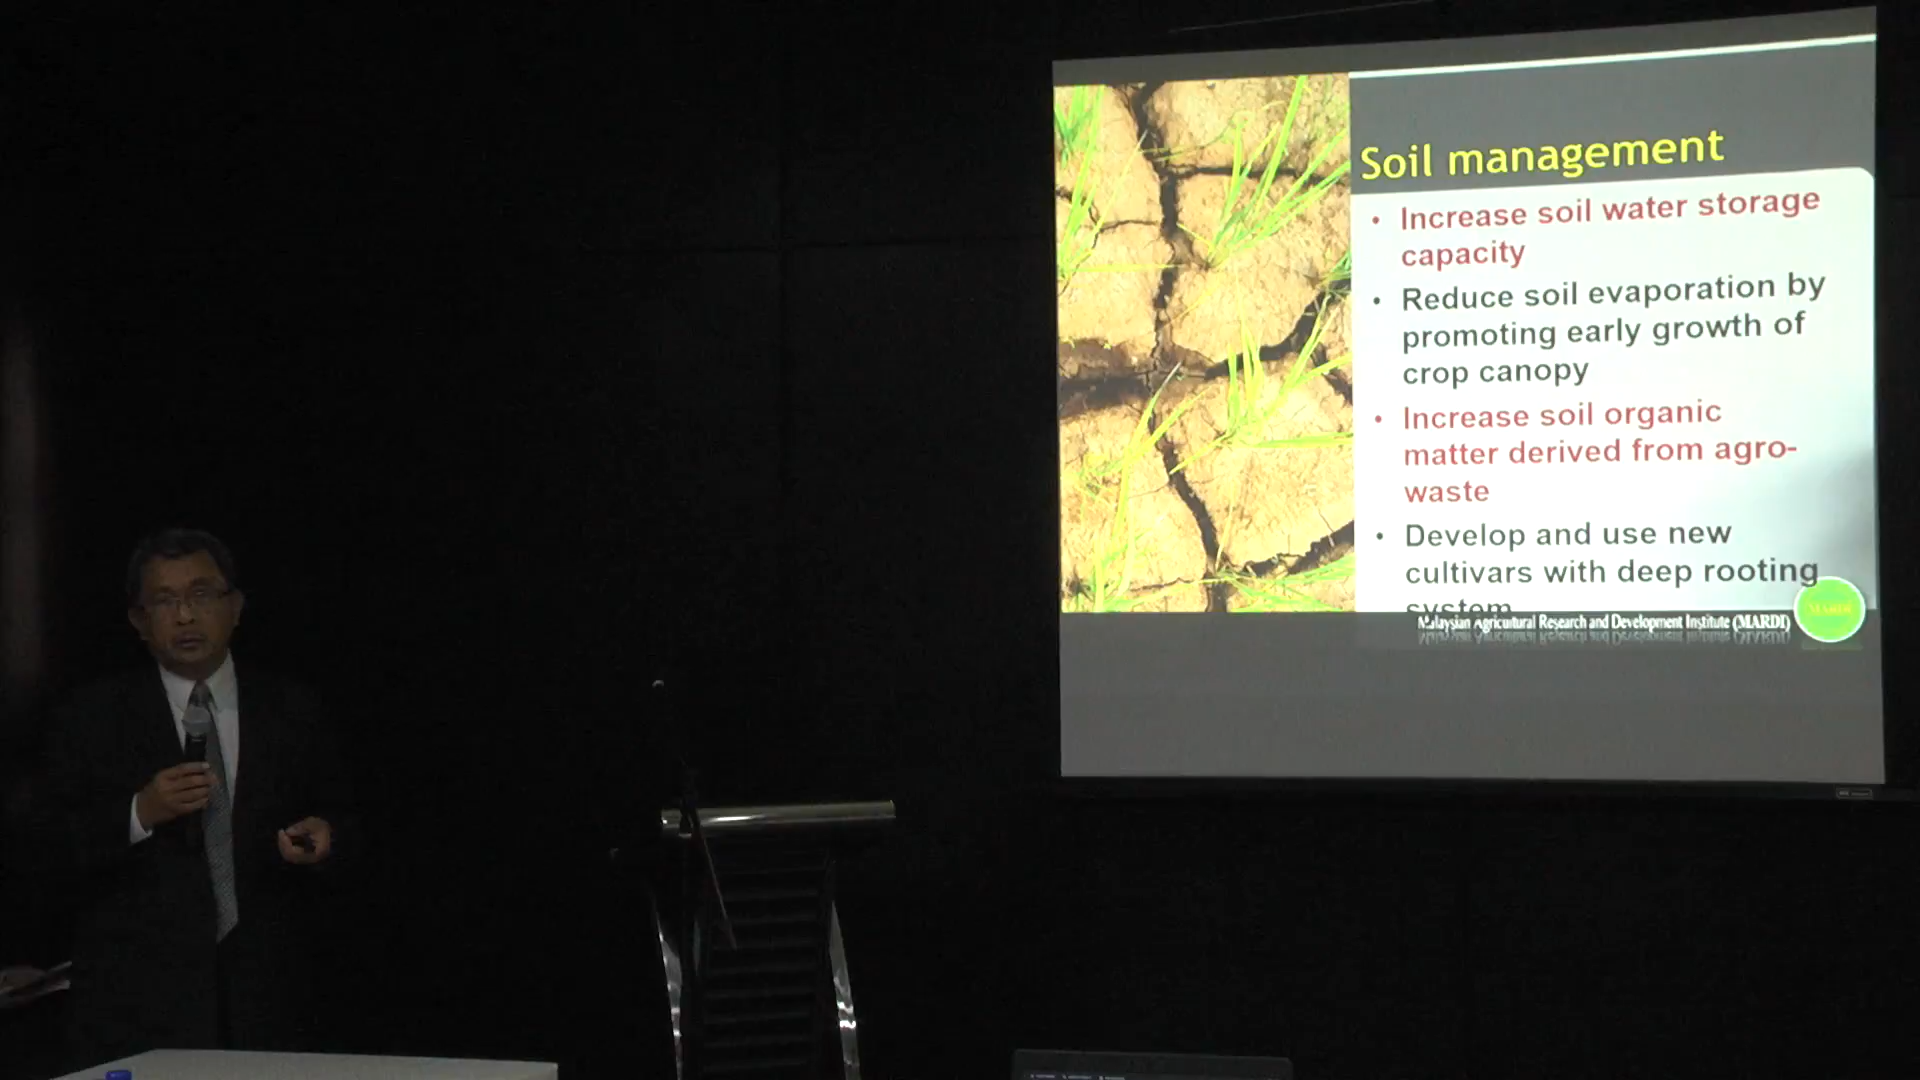 Soil management
• Increase soil water storage
capacity
• Reduce soil evaporation by
promoting early growth of
crop canopy
• Increase soil organic
matter derived from agro-
waste
• Develop and use new
cultivars with deep rooting
system
Malaysian Agricultural Research and Development Institute (MARDI)
MARDI